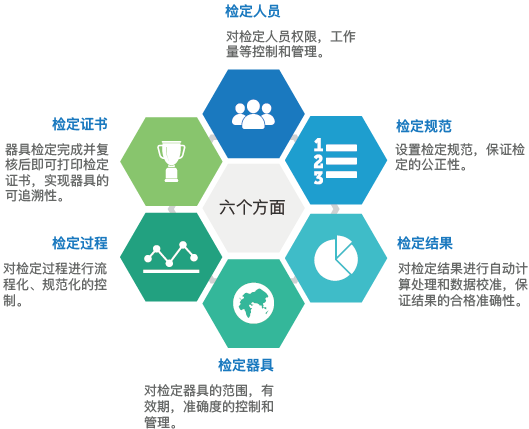 检定人员
对检定人员权限，工作
量等控制和管理。
检定证书
器具检定完成并复
核后即可打印检定
证书，实现器具的
可追溯性。
1
2
3
检定规范
设置检定规范，保证检
定的公正性。
六个方面
检定过程
对检定过程进行流
程化、规范化的控
制。
检定结果
对检定结果进行自动计
算处理和数据校准，保
证结果的合格准确性。
检定器具
对检定器具的范围，有
效期，准确度的控制和
管理。